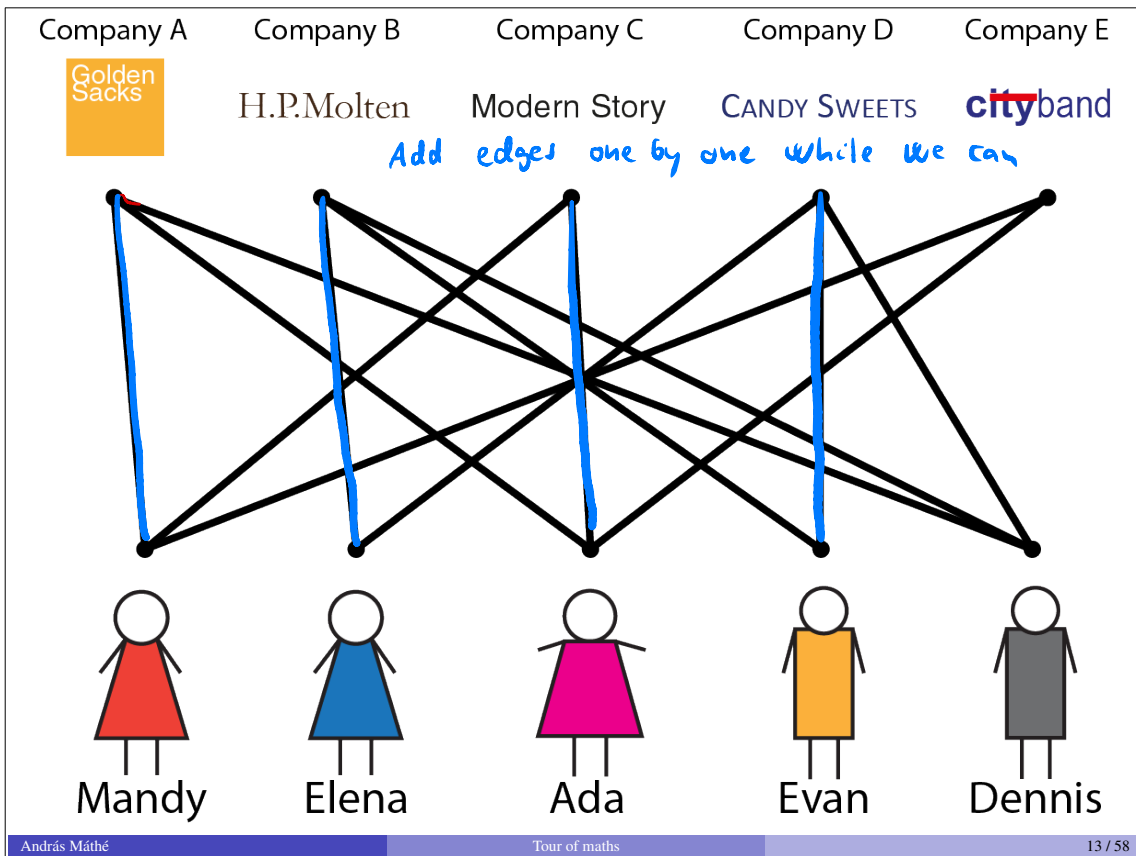 Company A Company B Company C Company D Company E
Golden
Sacks
H.P.Molten Modern Story CANDY SWEETS cityband
Add edges one by one while we can
Mandy Elena Ada Evan Dennis
András Máthé Tour of maths 13 / 58